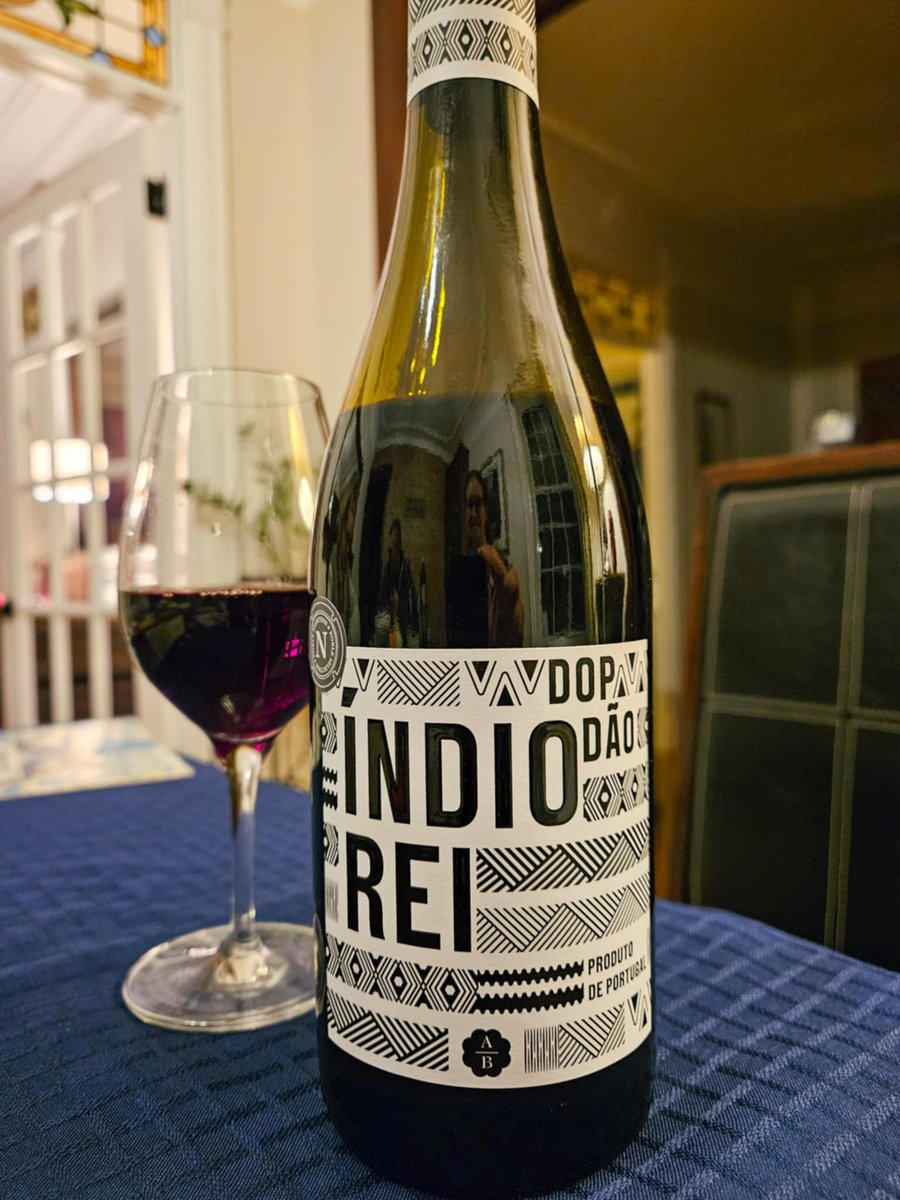 N
DOP
ÍNDIO
DÃO
REI
PRODUTO
DE PORTUGAL
A
B